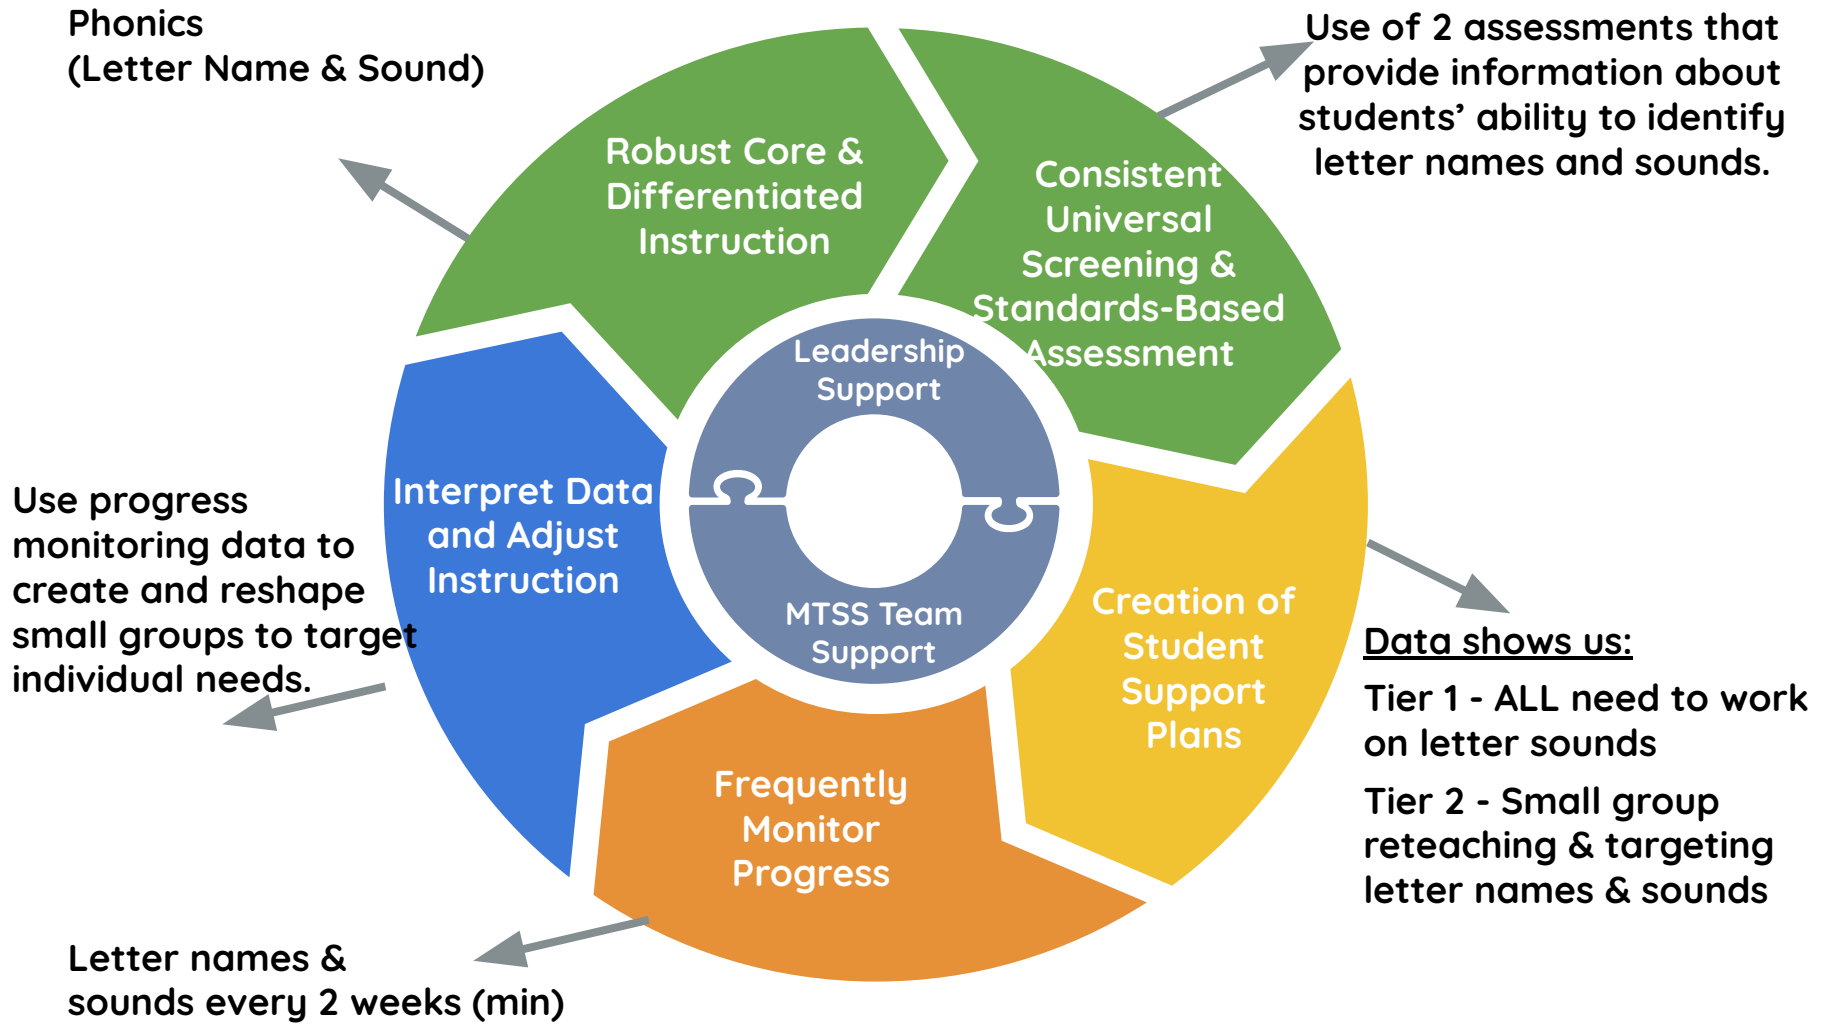 Phonics
(Letter Name & Sound)
Use of 2 assessments that
provide information about
students’ ability to identify
letter names and sounds.
Robust Core &
Differentiated
Instruction
Consistent
Universal
Screening &
Standards-Based
Assessment
Leadership
Support
MTSS Team
Support
Interpret Data
and Adjust
Instruction
Use progress
monitoring data to
create and reshape
small groups to target
individual needs.
Creation of
Student
Support
Plans
Data shows us:
Tier 1 - ALL need to work
on letter sounds
Tier 2 - Small group
reteaching & targeting
letter names & sounds
Frequently
Monitor
Progress
Letter names &
sounds every 2 weeks (min)